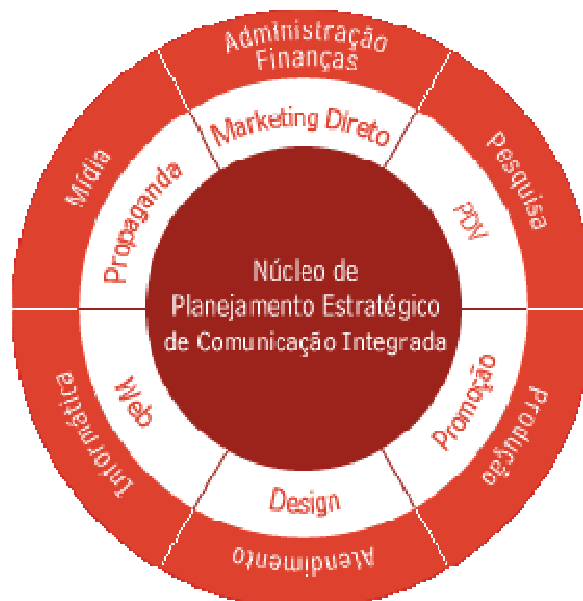 Administração
Finanças
Marketing Direto
Mídia
Propaganda
Pesquisa
PDV
Núcleo de
Planejamento Estratégico
de Comunicação Integrada
Web
Informática
Promoção
Produção
Design
Atendimento